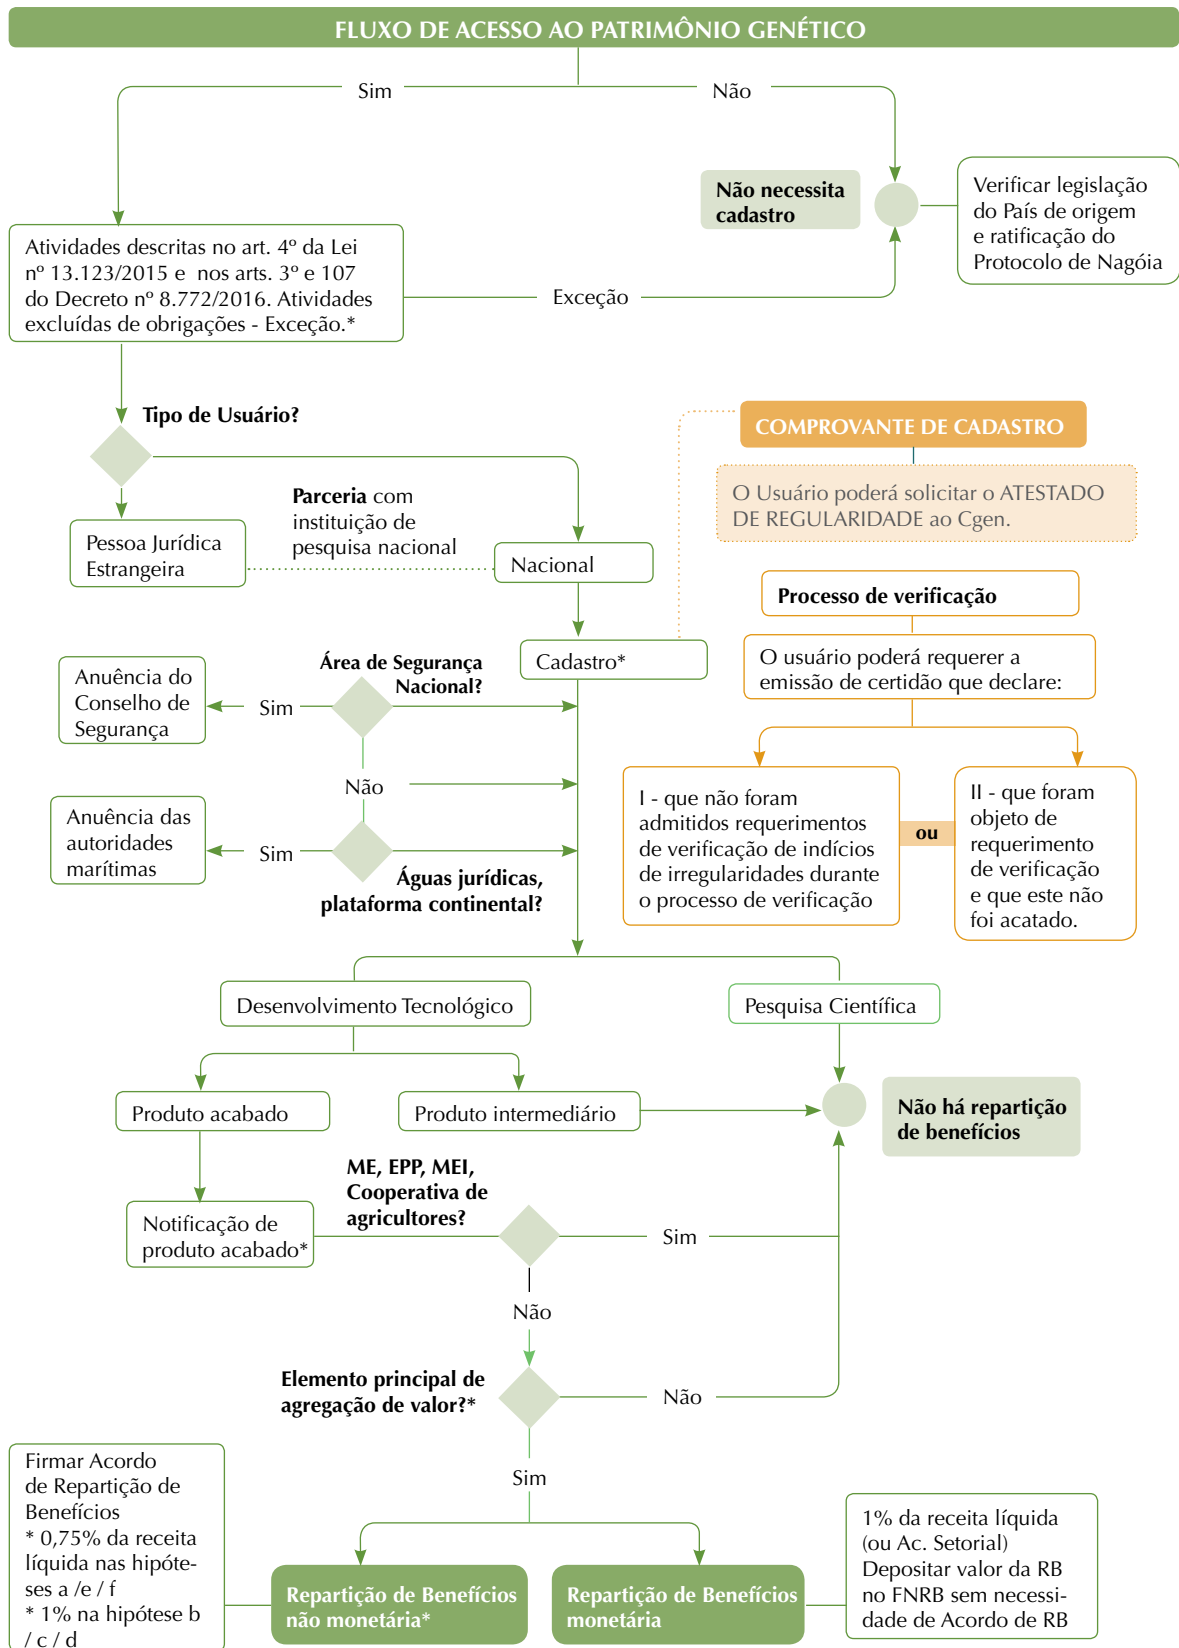 FLUXO DE ACESSO AO PATRIMÔNIO GENÉTICO
Sim
Não
Não necessita
cadastro
Verificar legislação
do País de origem
e ratificação do
Protocolo de Nagóia
Atividades descritas no art. 4º da Lei
nº 13.123/2015 e nos arts. 3º e 107
do Decreto nº 8.772/2016. Atividades
excluídas de obrigações - Exceção.*
Exceção
Tipo de Usuário?
COMPROVANTE DE CADASTRO
O Usuário poderá solicitar o ATESTADO
DE REGULARIDADE ao Cgen.
Parceria com
instituição de
pesquisa nacional
Pessoa Jurídica
Estrangeira
Nacional
Processo de verificação
O usuário poderá requerer a
emissão de certidão que declare:
Cadastro*
Área de Segurança
Nacional?
Anuência do
Conselho de
Segurança
Sim
Não
I - que não foram
admitidos requerimentos
de verificação de indícios
de irregularidades durante
o processo de verificação
ou
II - que foram
objeto de
requerimento
de verificação
e que este não
foi acatado.
Anuência das
autoridades
marítimas
Sim
Águas jurídicas,
plataforma continental?
Desenvolvimento Tecnológico
Pesquisa Científica
Produto acabado
Produto intermediário
Não há repartição
de benefícios
ME, EPP, MEI,
Cooperativa de
agricultores?
Notificação de
produto acabado*
Sim
Não
Elemento principal de
agregação de valor?*
Não
Sim
Firmar Acordo
de Repartição de
Benefícios
* 0,75% da receita
líquida nas hipóte-
ses a /e / f
* 1% na hipótese b
/ c / d
Repartição de Benefícios
não monetária*
Repartição de Benefícios
monetária
1% da receita líquida
(ou Ac. Setorial)
Depositar valor da RB
no FNRB sem necessi-
dade de Acordo de RB